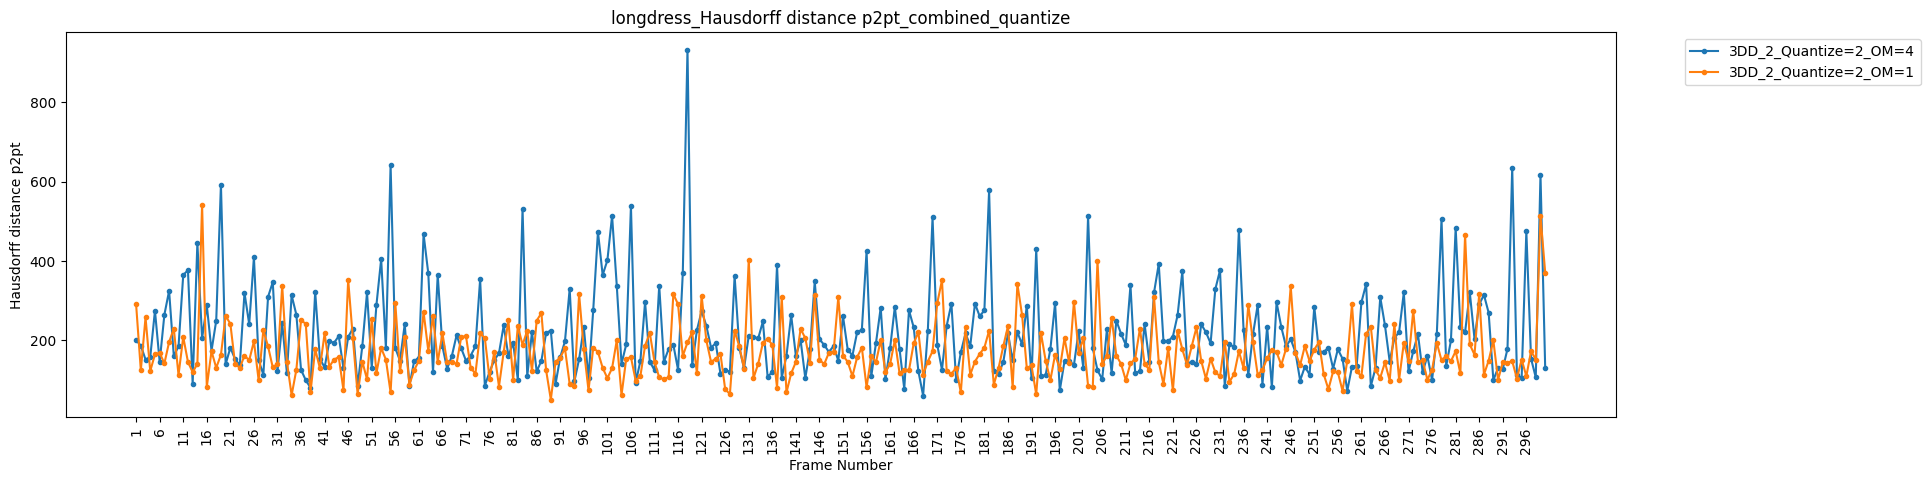 longdress_Hausdorff distance p2pt_combined_quantize
3DD_2_Quantize=2_OM=4
3DD_2_Quantize=2_OM=1
Hausdorff distance p2pt
800
600
400
200
1 6 11 16 21 26 31 36 41 46 51 56 61 66 71 76 81 86 91 96 101 106 111 116 121 126 131 136 141 146 151 156 161 166 171 176 181 186 191 196 201 206 211 216 221 226 231 236 241 246 251 256 261 266 271 276 281 286 291 296
Frame Number